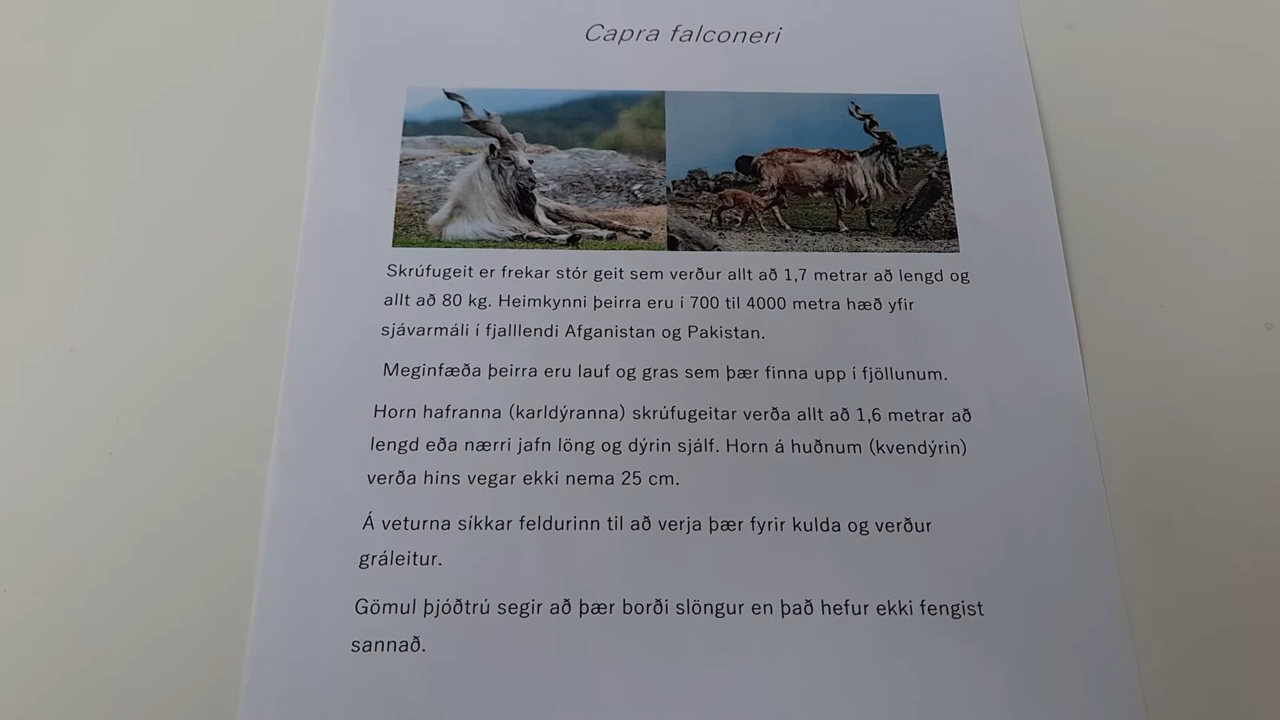 Capra falconeri
Skrúfugeit er frekar stór geit sem verður allt að 1,7 metrar að lengd og
allt að 80 kg. Heimkynni þeirra eru í 700 til 4000 metra hæð yfir
sjávarmáli í fjalllendi Afganistan og Pakistan.
Meginfæða þeirra eru lauf og gras sem þær finna upp í fjöllunum.
Horn hafranna (karldýranna) skrúfugeitar verða allt að 1,6 metrar að
lengd eða nærri jafn löng og dýrin sjálf. Horn á huðnum (kvendýrin)
verða hins vegar ekki nema 25 cm.
Á veturna síkkar feldurinn til að verja þær fyrir kulda og verður
gráleitur.
Gömul þjóðtrú segir að þær borði slöngur en það hefur ekki fengist
sannað.